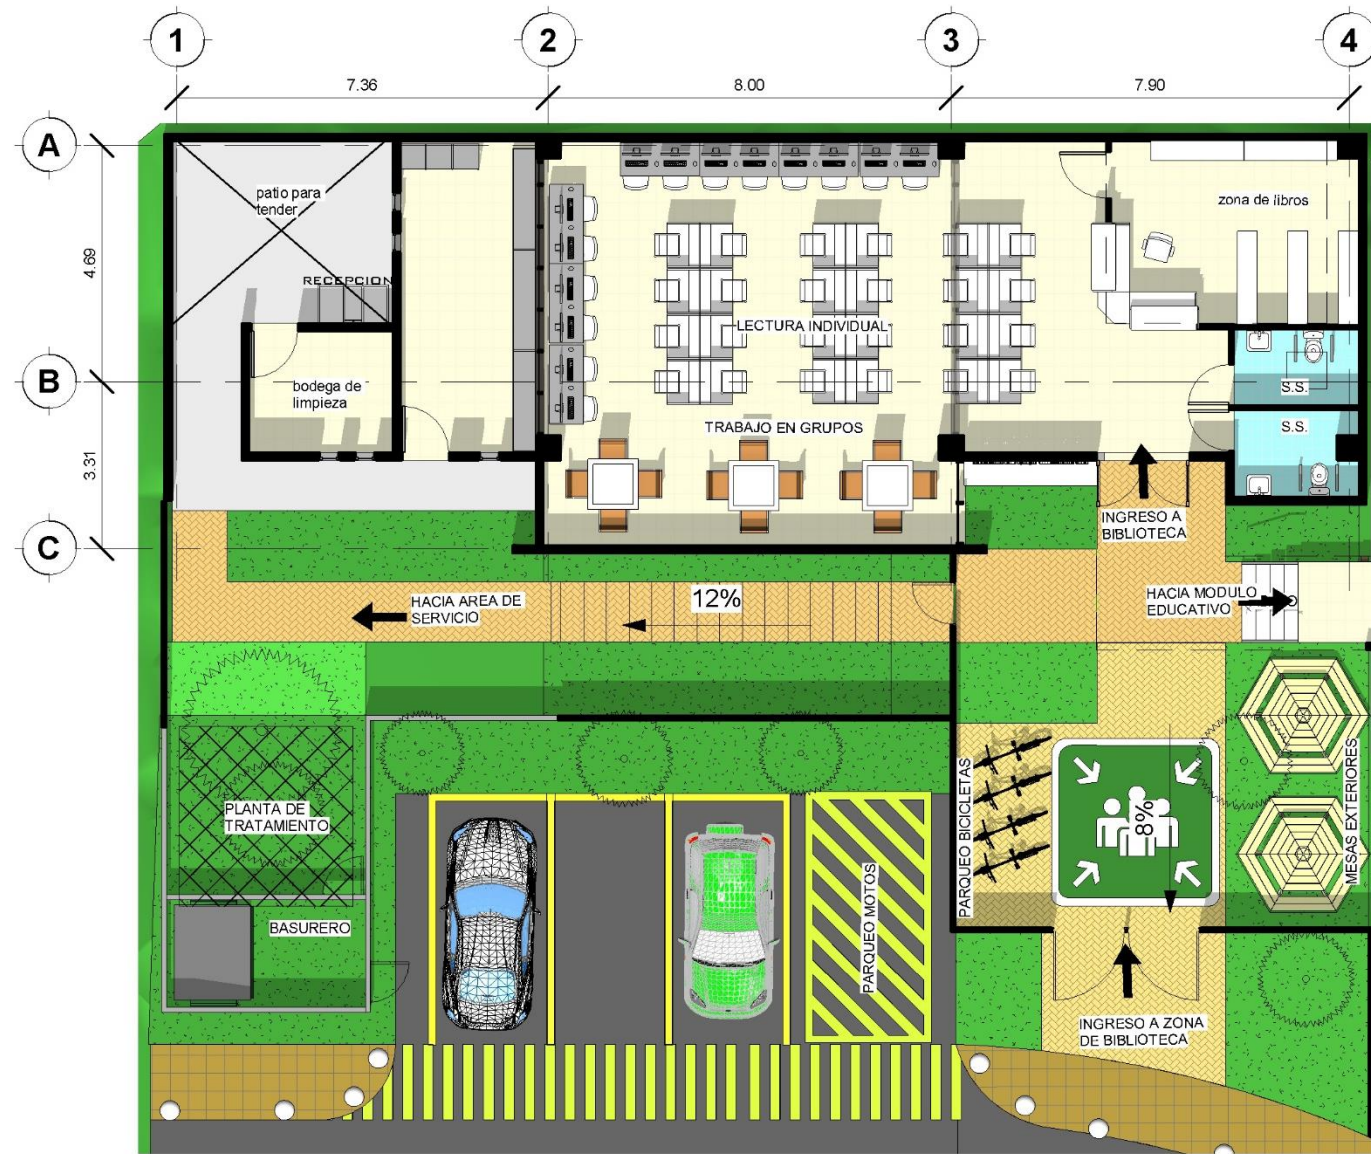 1
2
3
4
7.36
8.00
7.90
A
B
C
4.69
3.31
patio para
tender
RECEPCION
bodega de
limpieza
LECTURA INDIVIDUAL
TRABAJO EN GRUPOS
zona de libros
S.S.
S.S.
INGRESO A
BIBLIOTECA
HACIA AREA DE
SERVICIO
12%
HACIA MODULO
EDUCATIVO
PLANTA DE
TRATAMIENTO
BASURERO
PARQUEO MOTOS
PARQUEO BICICLETAS
8%
MESAS EXTERIORES
INGRESO A ZONA
DE BIBLIOTECA